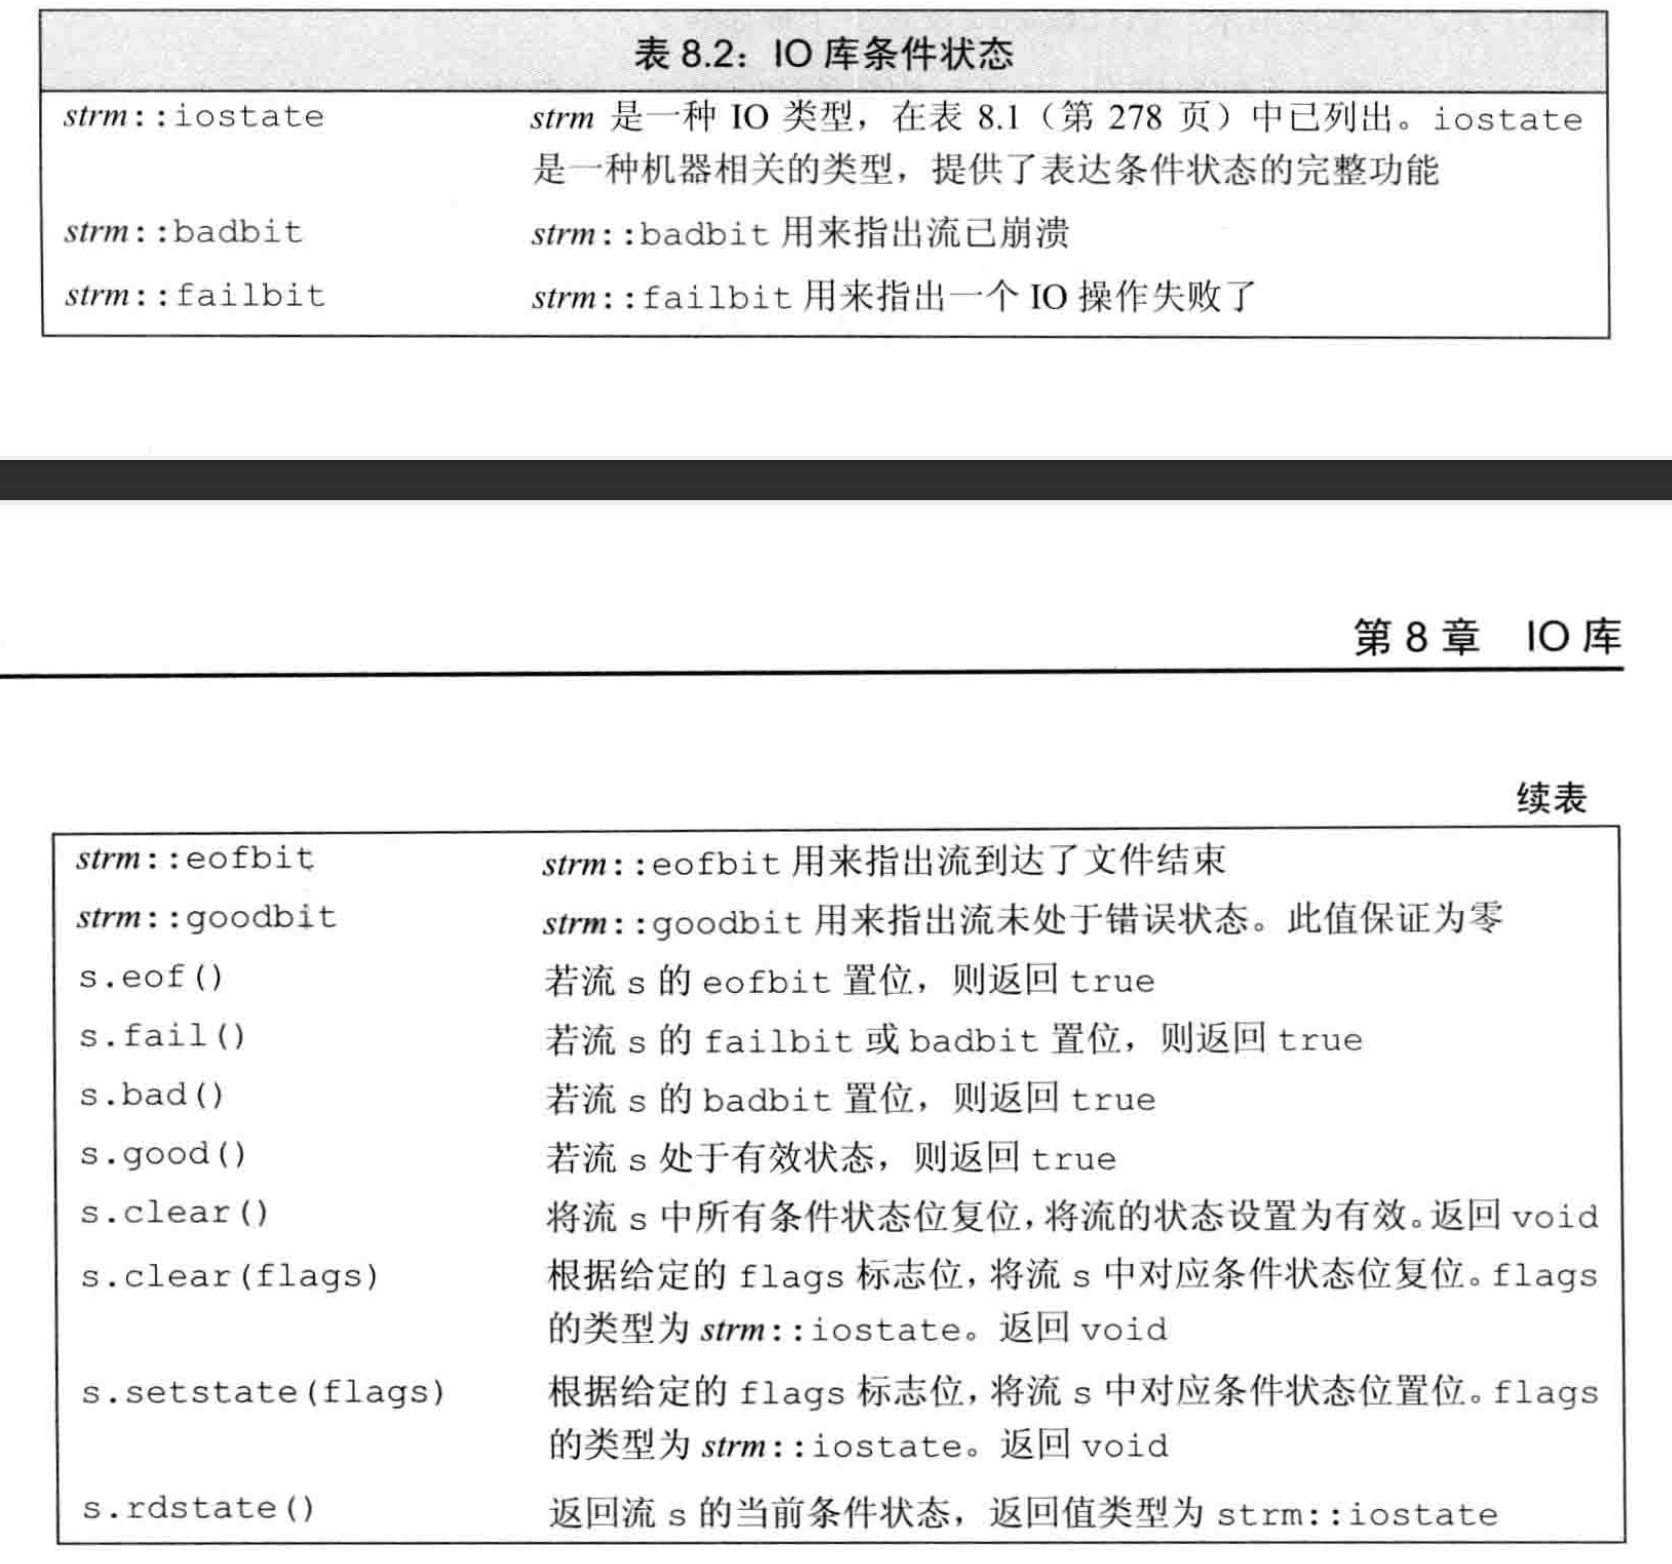 表 8.2：IO 库条件状态
strm::iostate strm 是一种 IO 类型，在表 8.1（第 278 页）中已列出。iostate
是一种机器相关的类型，提供了表达条件状态的完整功能
strm::badbit strm::badbit 用来指出流已崩溃
strm::failbit strm::failbit 用来指出一个 IO 操作失败了
第 8 章 IO 库
续表
strm::eofbit strm::eofbit 用来指出流到达了文件结束
strm::goodbit strm::goodbit 用来指出流未处于错误状态。此值保证为零
s.eof() 若流 s 的 eofbit 置位，则返回 true
s.fail() 若流 s 的 failbit 或 badbit 置位，则返回 true
s.bad() 若流 s 的 badbit 置位，则返回 true
s.good() 若流 s 处于有效状态，则返回 true
s.clear() 将流 s 中所有条件状态位复位，将流的状态设置为有效。返回 void
s.clear(flags) 根据给定的 flags 标志位，将流 s 中对应条件状态位复位。flags
的类型为 strm::iostate。返回 void
s.setstate(flags) 根据给定的 flags 标志位，将流 s 中对应条件状态位置位。flags
的类型为 strm::iostate。返回 void
s.rdstate() 返回流 s 的当前条件状态，返回值类型为 strm::iostate